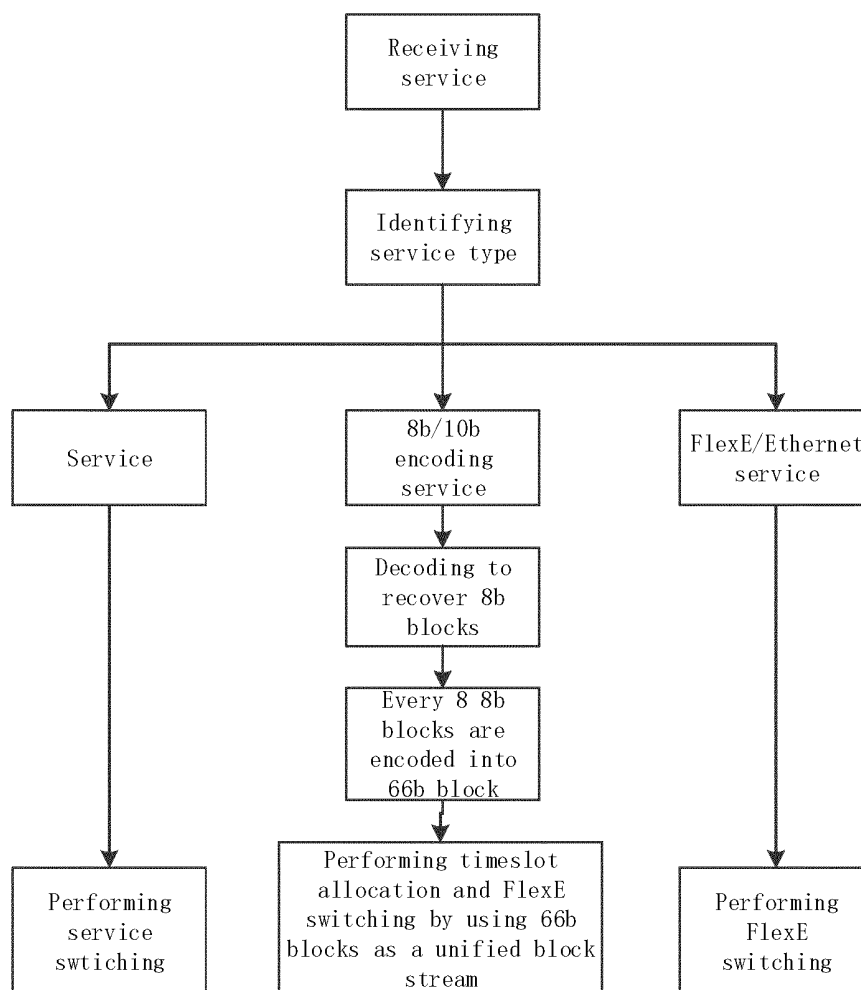 Receiving
service
Identifying
service type
Service
8b/10b
encoding
service
FlexE/Ethernet
service
Decoding to
recover 8b
blocks
Every 8 8b
blocks are
encoded into
66b block
Performing
service
swtiching
Performing timeslot
allocation and FlexE
switching by using 66b
blocks as a unified block
stream
Performing
FlexE
switching